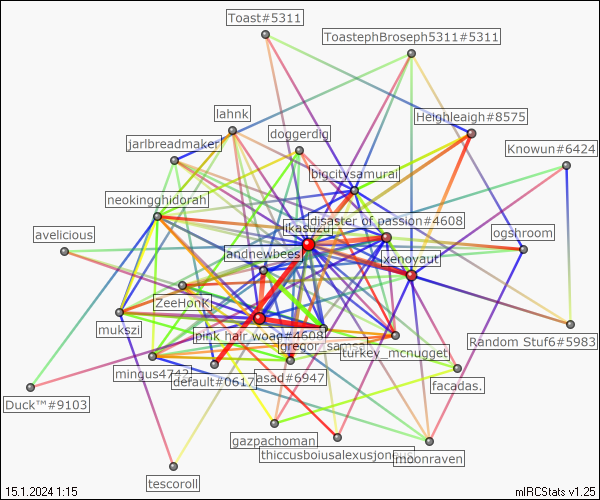 Toast#5311
ToastephBroseph5311#5311
lahnk
Heighleaigh#8575
doggerdig
jarlbreadmaker
Knowun#6424
bigcitysamurai
neokingghidorah
disaster of passion#4608
ikasuzu
avelicious
ogshroom
andnewbees
xenoyaut
ZeeHonK
mukszi
pink hair woan#4608
Random Stuf6#5983
gregor_samsa
turkey_mcnugget
mingus4742
default#0617
asad#6947
facadas.
Duck™#9103
gazpachoman
thiccusboiusalexusjoneus
moonraven
tescoroll
15.1.2024 1:15
mIRCStats v1.25